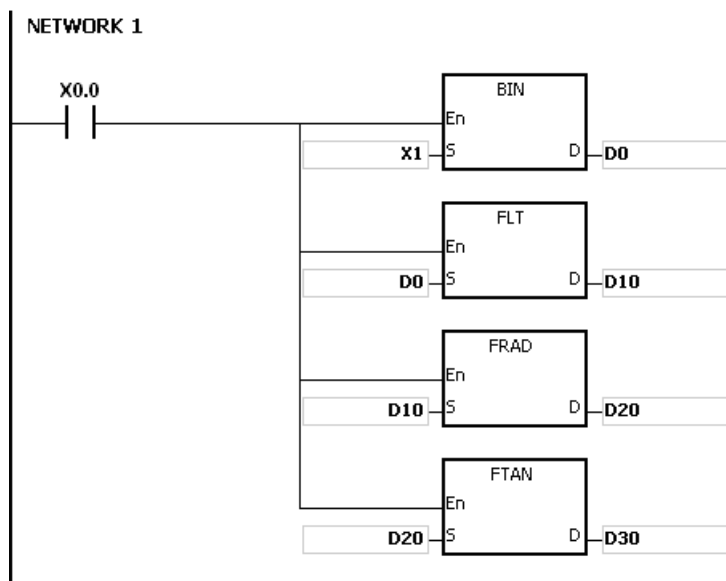 NETWORK 1
X0.0
BIN
En
X1 S D D0
FLT
En
D0 S D D10
FRAD
En
D10 S D D20
FTAN
En
D20 S D D30